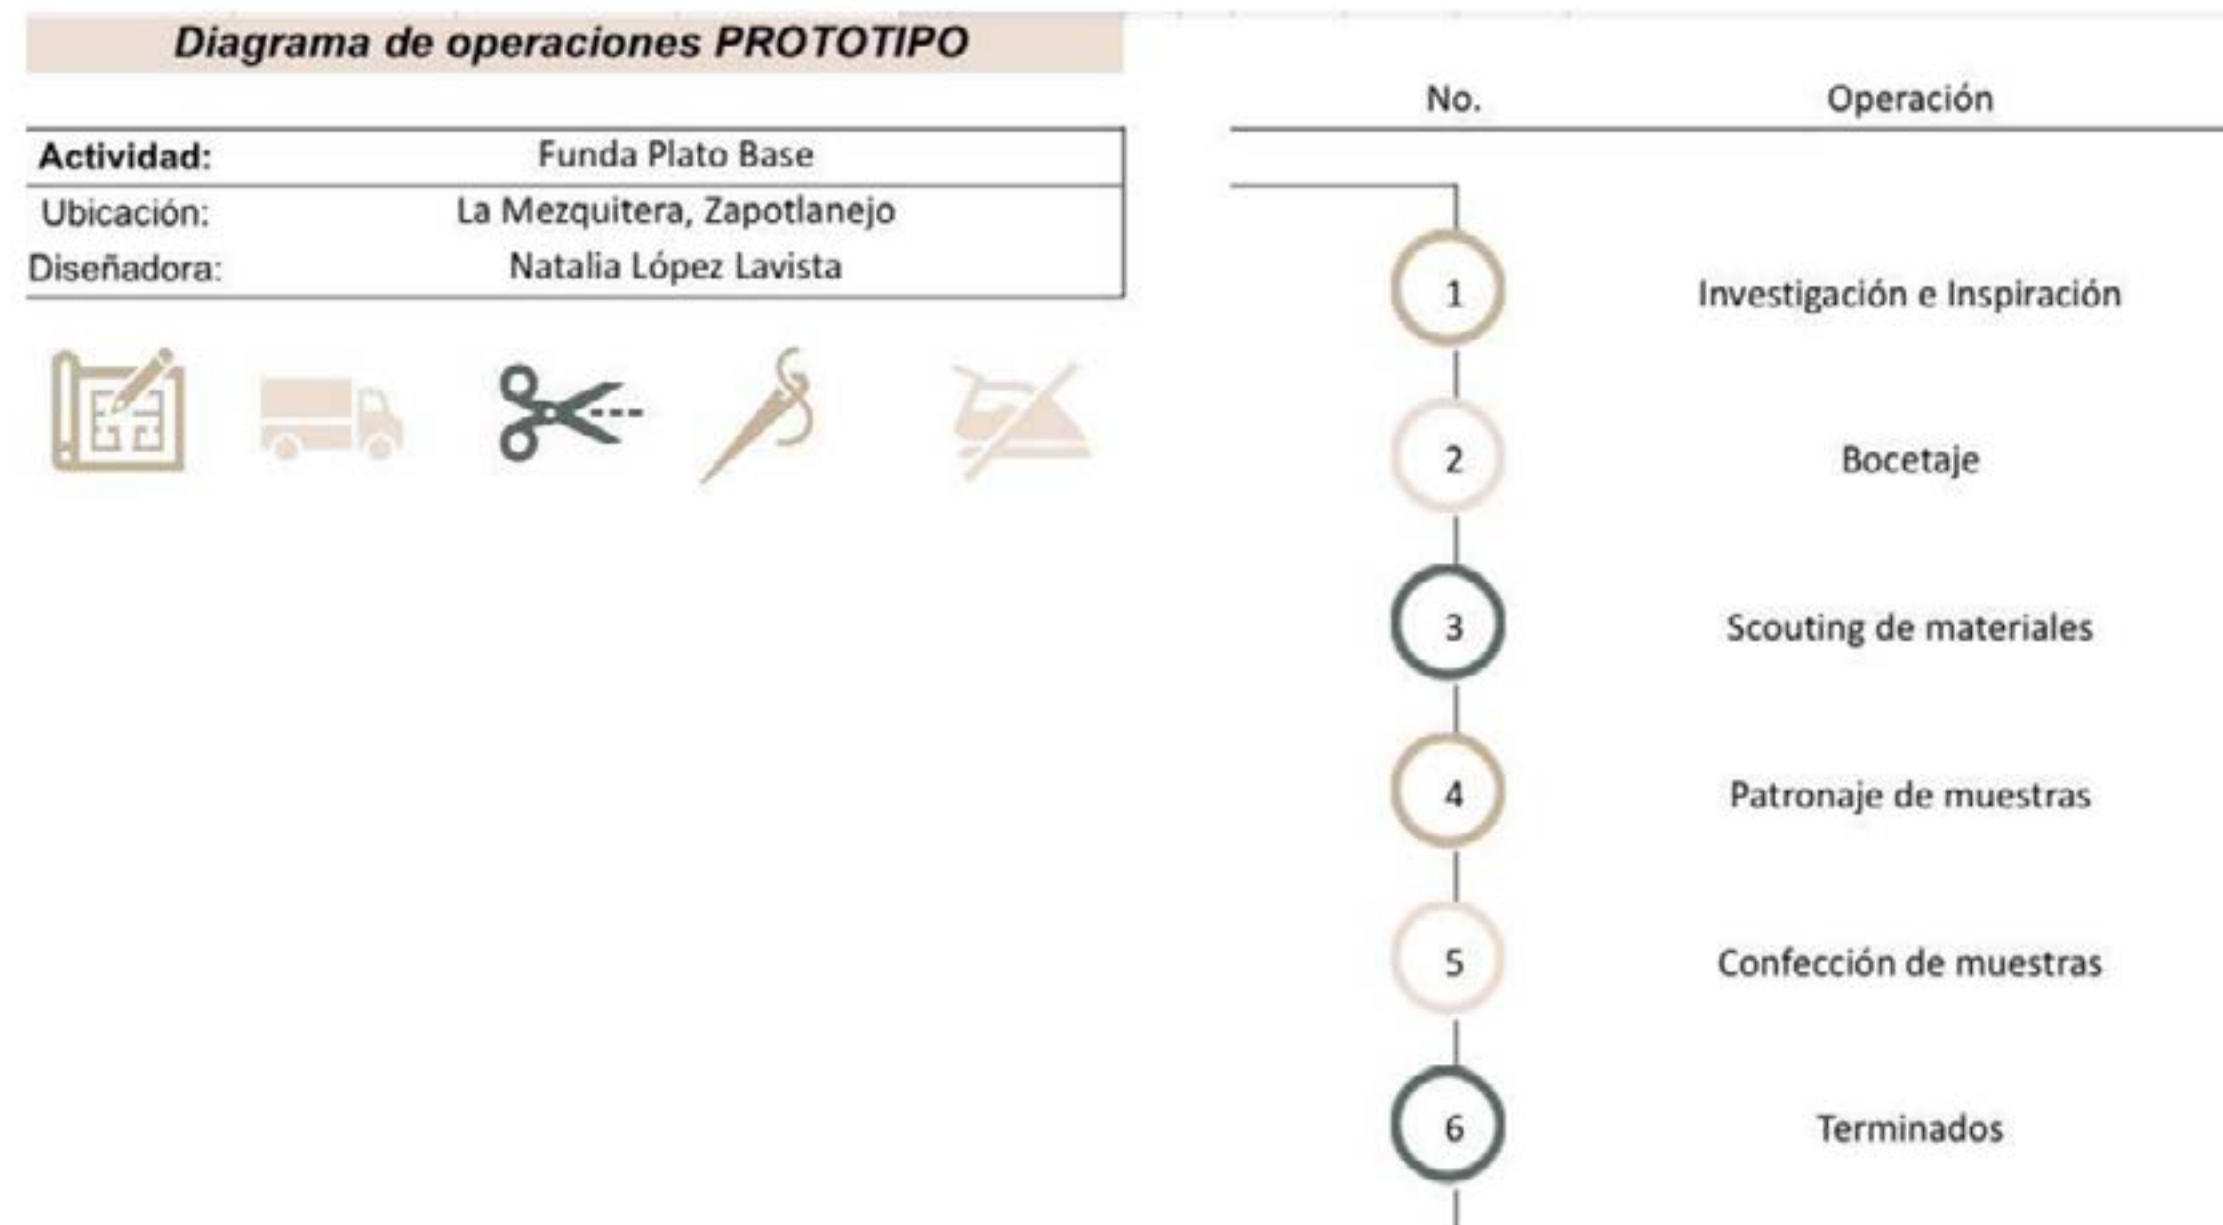 Diagrama de operaciones PROTOTIPO
Actividad: Funda Plato Base
Ubicación: La Mezquitera, Zapotlanejo
Diseñadora: Natalia López Lavista
No. Operación
1 Investigación e Inspiración
2 Bocetaje
3 Scouting de materiales
4 Patronaje de muestras
5 Confección de muestras
6 Terminados